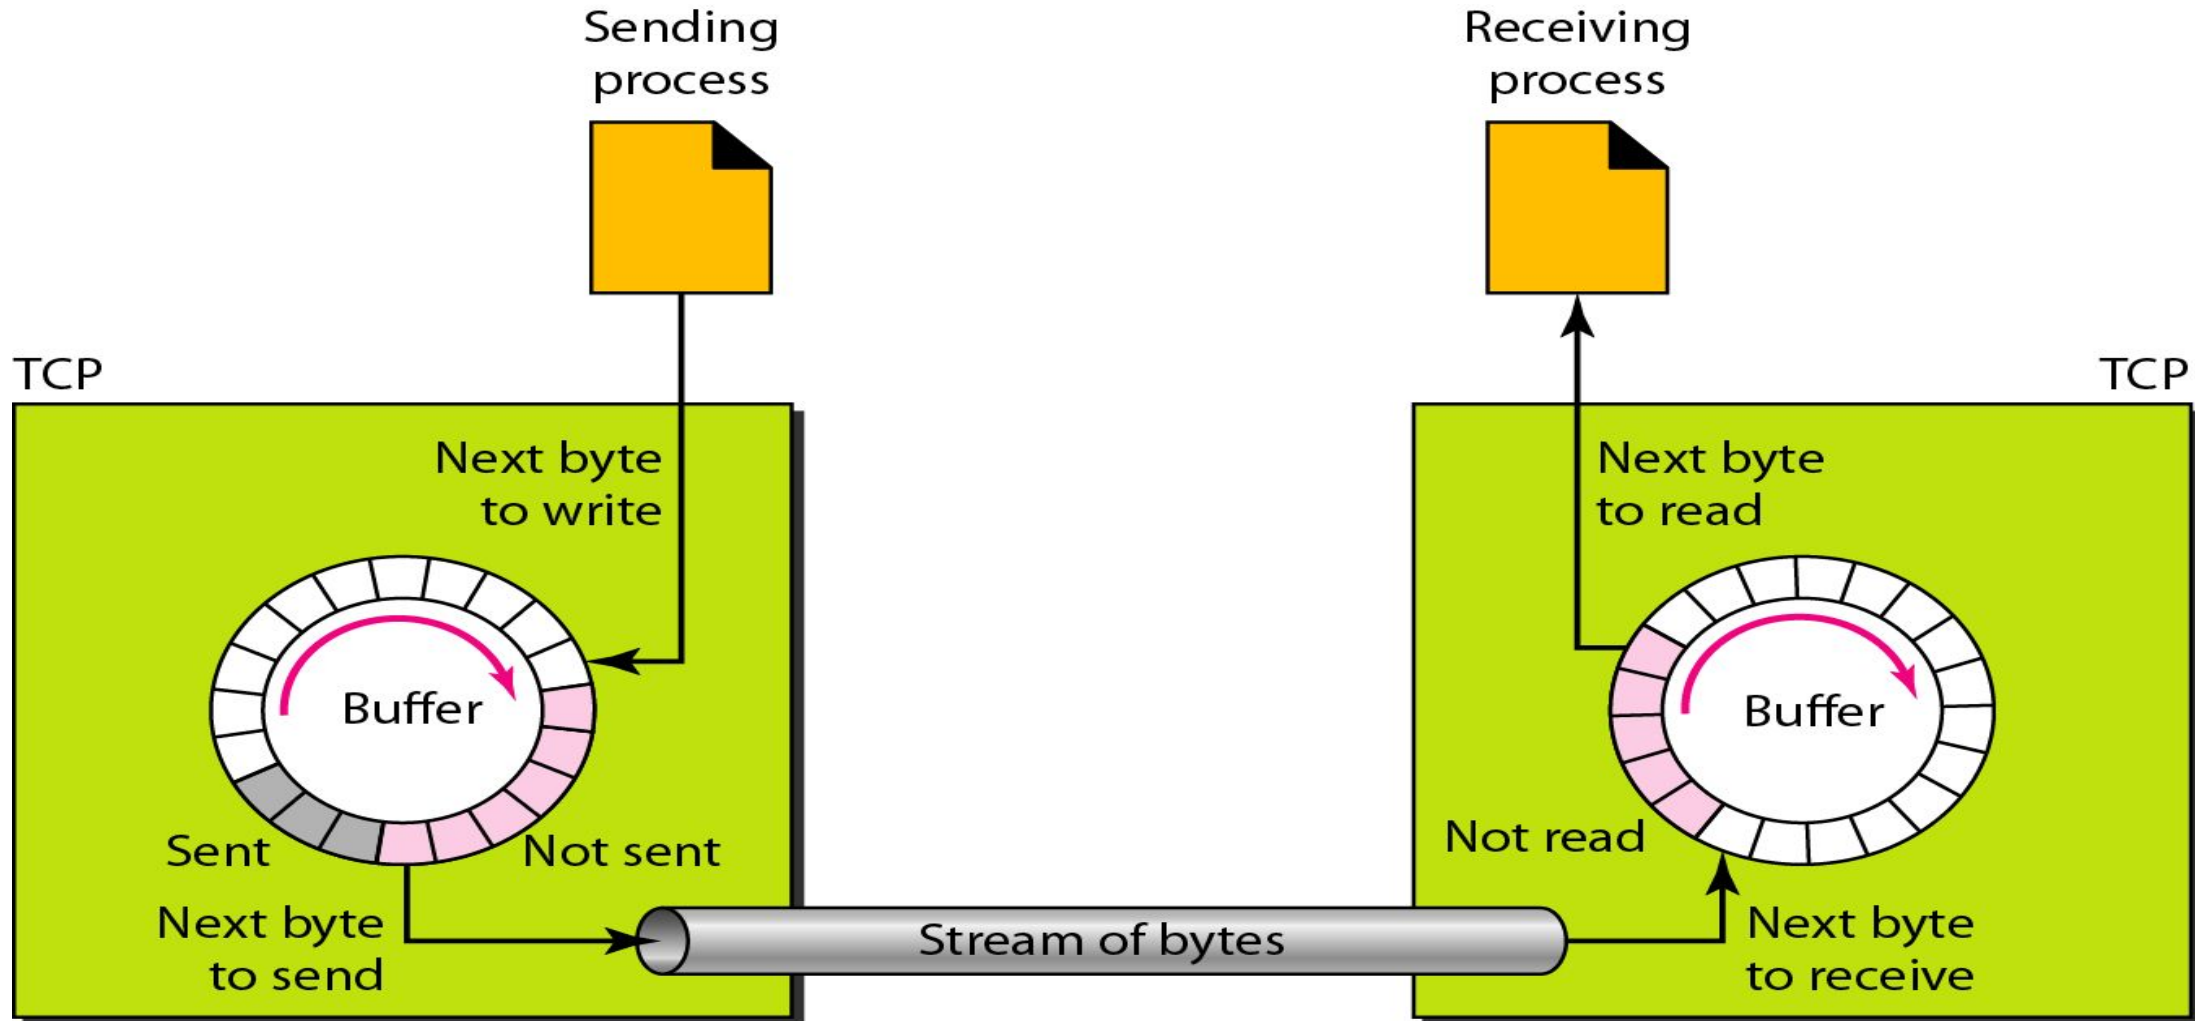 Sending
process
Receiving
process
TCP
TCP
Next byte
to write
Next byte
to read
Buffer
Buffer
Sent
Not sent
Not read
Next byte
to send
Stream of bytes
Next byte
to receive